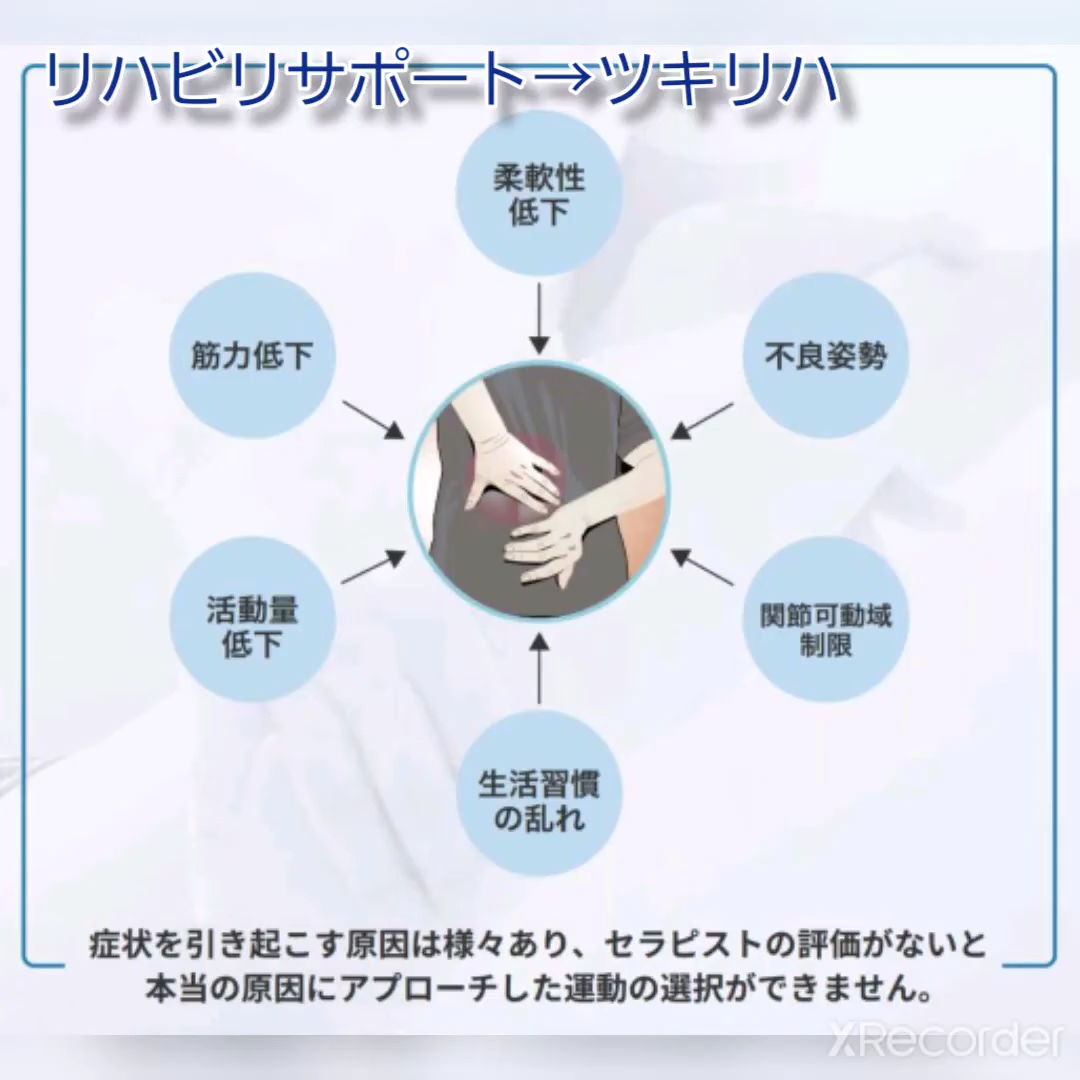 リハビリサポート→ツキリハ
柔軟性
低下
筋力低下
不良姿勢
活動量
低下
関節可動域
制限
生活習慣
の乱れ
症状を引き起こす原因は様々あり、セラピストの評価がないと
本当の原因にアプローチした運動の選択ができません。
XRecorder